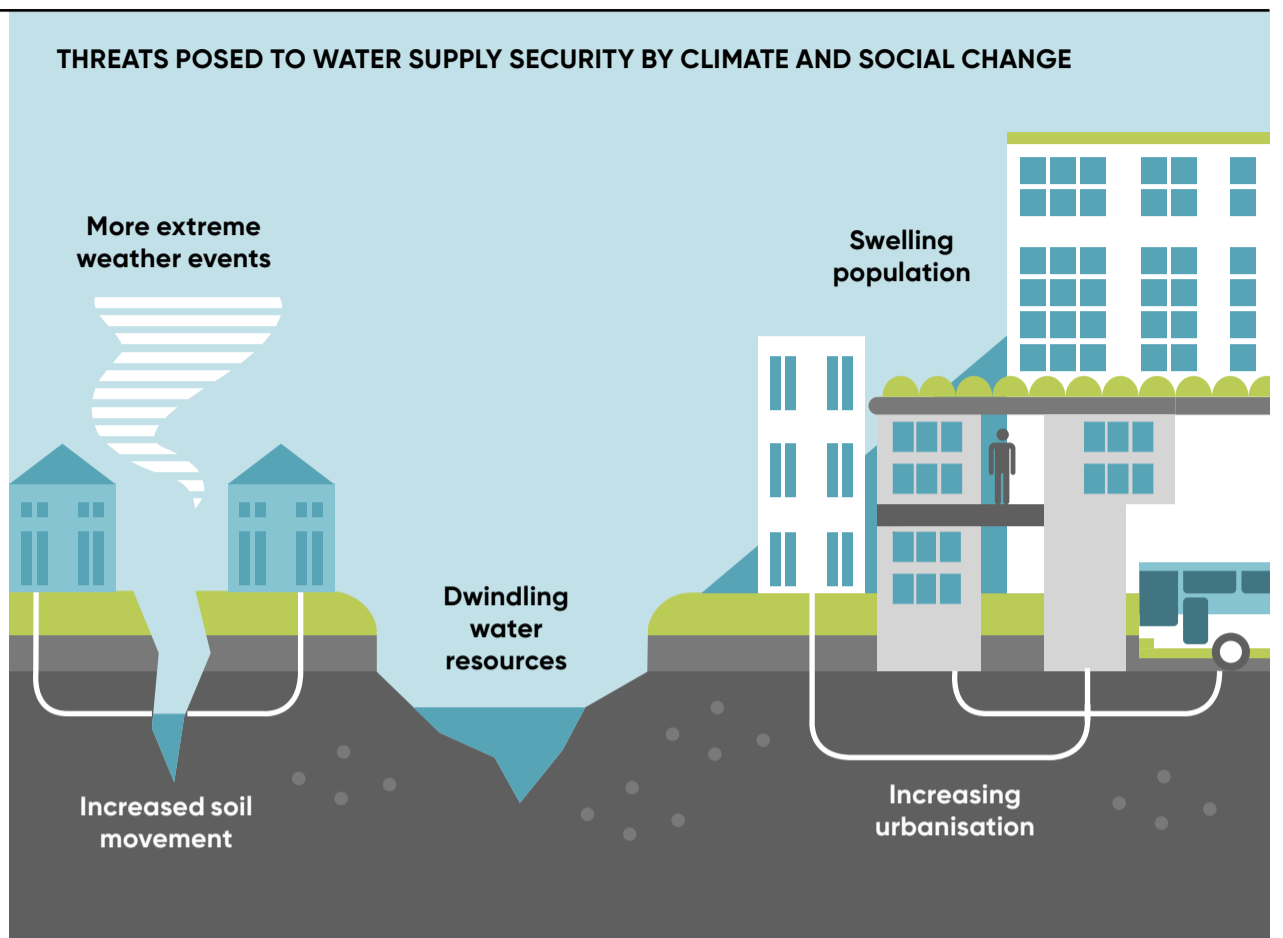 THREATS POSED TO WATER SUPPLY SECURITY BY CLIMATE AND SOCIAL CHANGE
More extreme
weather events
Swelling
population
Dwindling
water
resources
Increased soil
movement
Increasing
urbanisation